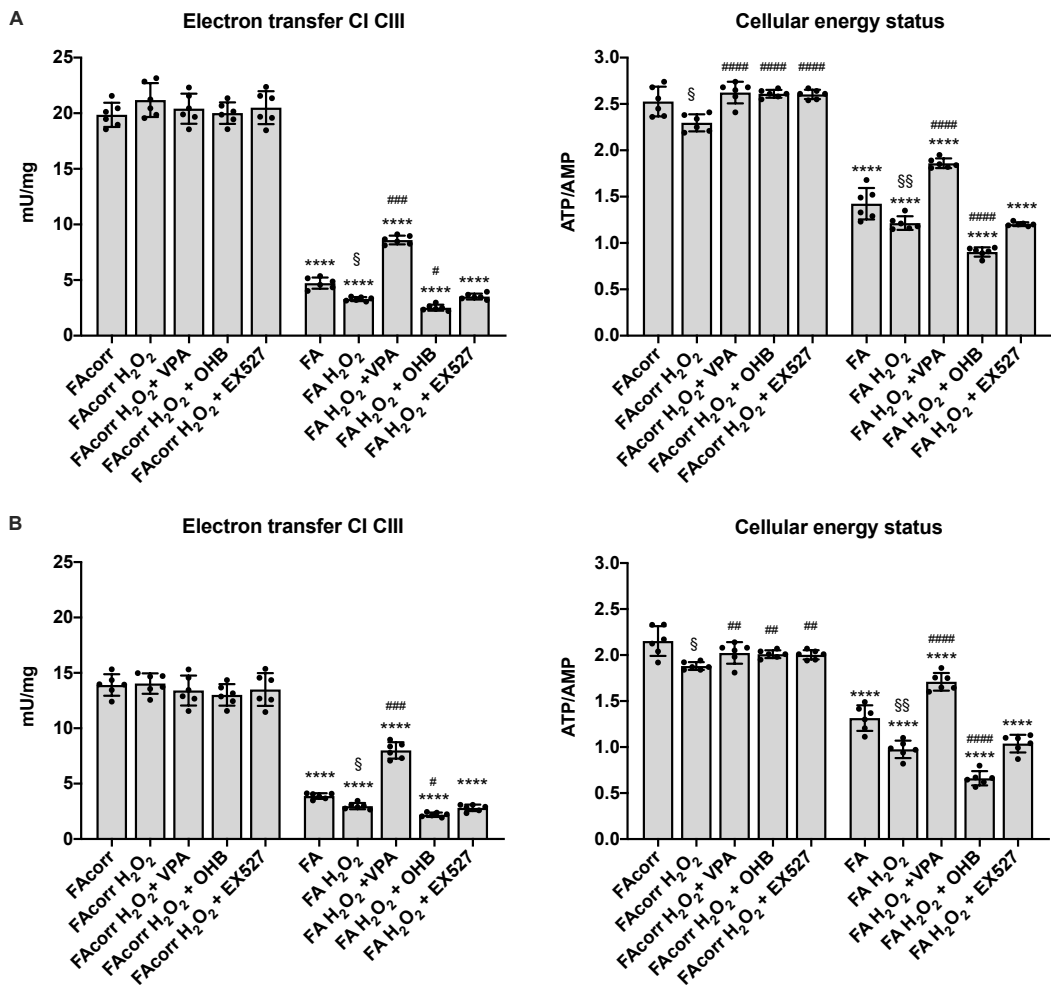 A
Electron transfer CI CIII
mU/mg
25
20
15
10
5
0
****
§
****
###
****
#
****
****
FAcorr
FAcorr H₂O₂
FAcorr H₂O₂ + VPA
FAcorr H₂O₂ + OHB
FAcorr H₂O₂ + EX527
FA
FA H₂O₂
FA H₂O₂ +VPA
FA H₂O₂ + OHB
FA H₂O₂ + EX527
Cellular energy status
ATP/AMP
3.0
2.5
2.0
1.5
1.0
0.5
0.0
§
####
####
####
****
§§
****
####
****
####
****
****
FAcorr
FAcorr H₂O₂
FAcorr H₂O₂ + VPA
FAcorr H₂O₂ + OHB
FAcorr H₂O₂ + EX527
FA
FA H₂O₂
FA H₂O₂ +VPA
FA H₂O₂ + OHB
FA H₂O₂ + EX527
B
Electron transfer CI CIII
mU/mg
25
20
15
10
5
0
****
§
****
###
****
#
****
****
FAcorr
FAcorr H₂O₂
FAcorr H₂O₂ + VPA
FAcorr H₂O₂ + OHB
FAcorr H₂O₂ + EX527
FA
FA H₂O₂
FA H₂O₂ +VPA
FA H₂O₂ + OHB
FA H₂O₂ + EX527
Cellular energy status
ATP/AMP
3.0
2.5
2.0
1.5
1.0
0.5
0.0
§
##
##
##
****
§§
****
####
****
####
****
****
FAcorr
FAcorr H₂O₂
FAcorr H₂O₂ + VPA
FAcorr H₂O₂ + OHB
FAcorr H₂O₂ + EX527
FA
FA H₂O₂
FA H₂O₂ +VPA
FA H₂O₂ + OHB
FA H₂O₂ + EX527